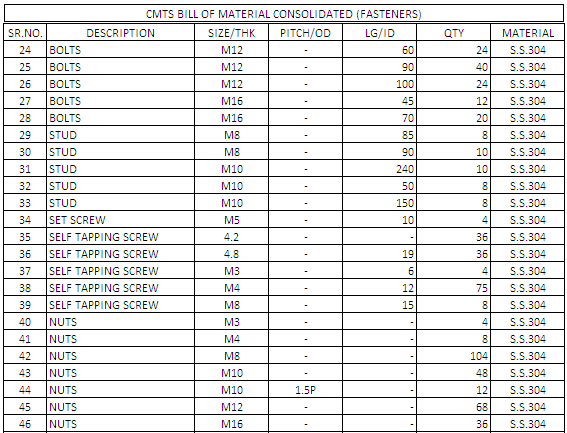 CMTS BILL OF MATERIAL CONSOLIDATED (FASTENERS)
SR.NO. DESCRIPTION SIZE/THK PITCH/OD LG/ID QTY MATERIAL
24 BOLTS M12 - 60 24 S.S.304
25 BOLTS M12 - 90 40 S.S.304
26 BOLTS M12 - 100 24 S.S.304
27 BOLTS M16 - 45 12 S.S.304
28 BOLTS M16 - 70 20 S.S.304
29 STUD M8 - 85 8 S.S.304
30 STUD M8 - 90 10 S.S.304
31 STUD M10 - 240 10 S.S.304
32 STUD M10 - 50 8 S.S.304
33 STUD M10 - 150 8 S.S.304
34 SET SCREW M5 - 10 4 S.S.304
35 SELF TAPPING SCREW 4.2 - - 36 S.S.304
36 SELF TAPPING SCREW 4.8 - 19 36 S.S.304
37 SELF TAPPING SCREW M3 - 6 4 S.S.304
38 SELF TAPPING SCREW M4 - 12 75 S.S.304
39 SELF TAPPING SCREW M8 - 15 8 S.S.304
40 NUTS M3 - - 4 S.S.304
41 NUTS M4 - - 8 S.S.304
42 NUTS M8 - - 104 S.S.304
43 NUTS M10 - - 48 S.S.304
44 NUTS M10 1.5P - 12 S.S.304
45 NUTS M12 - - 68 S.S.304
46 NUTS M16 - - 36 S.S.304